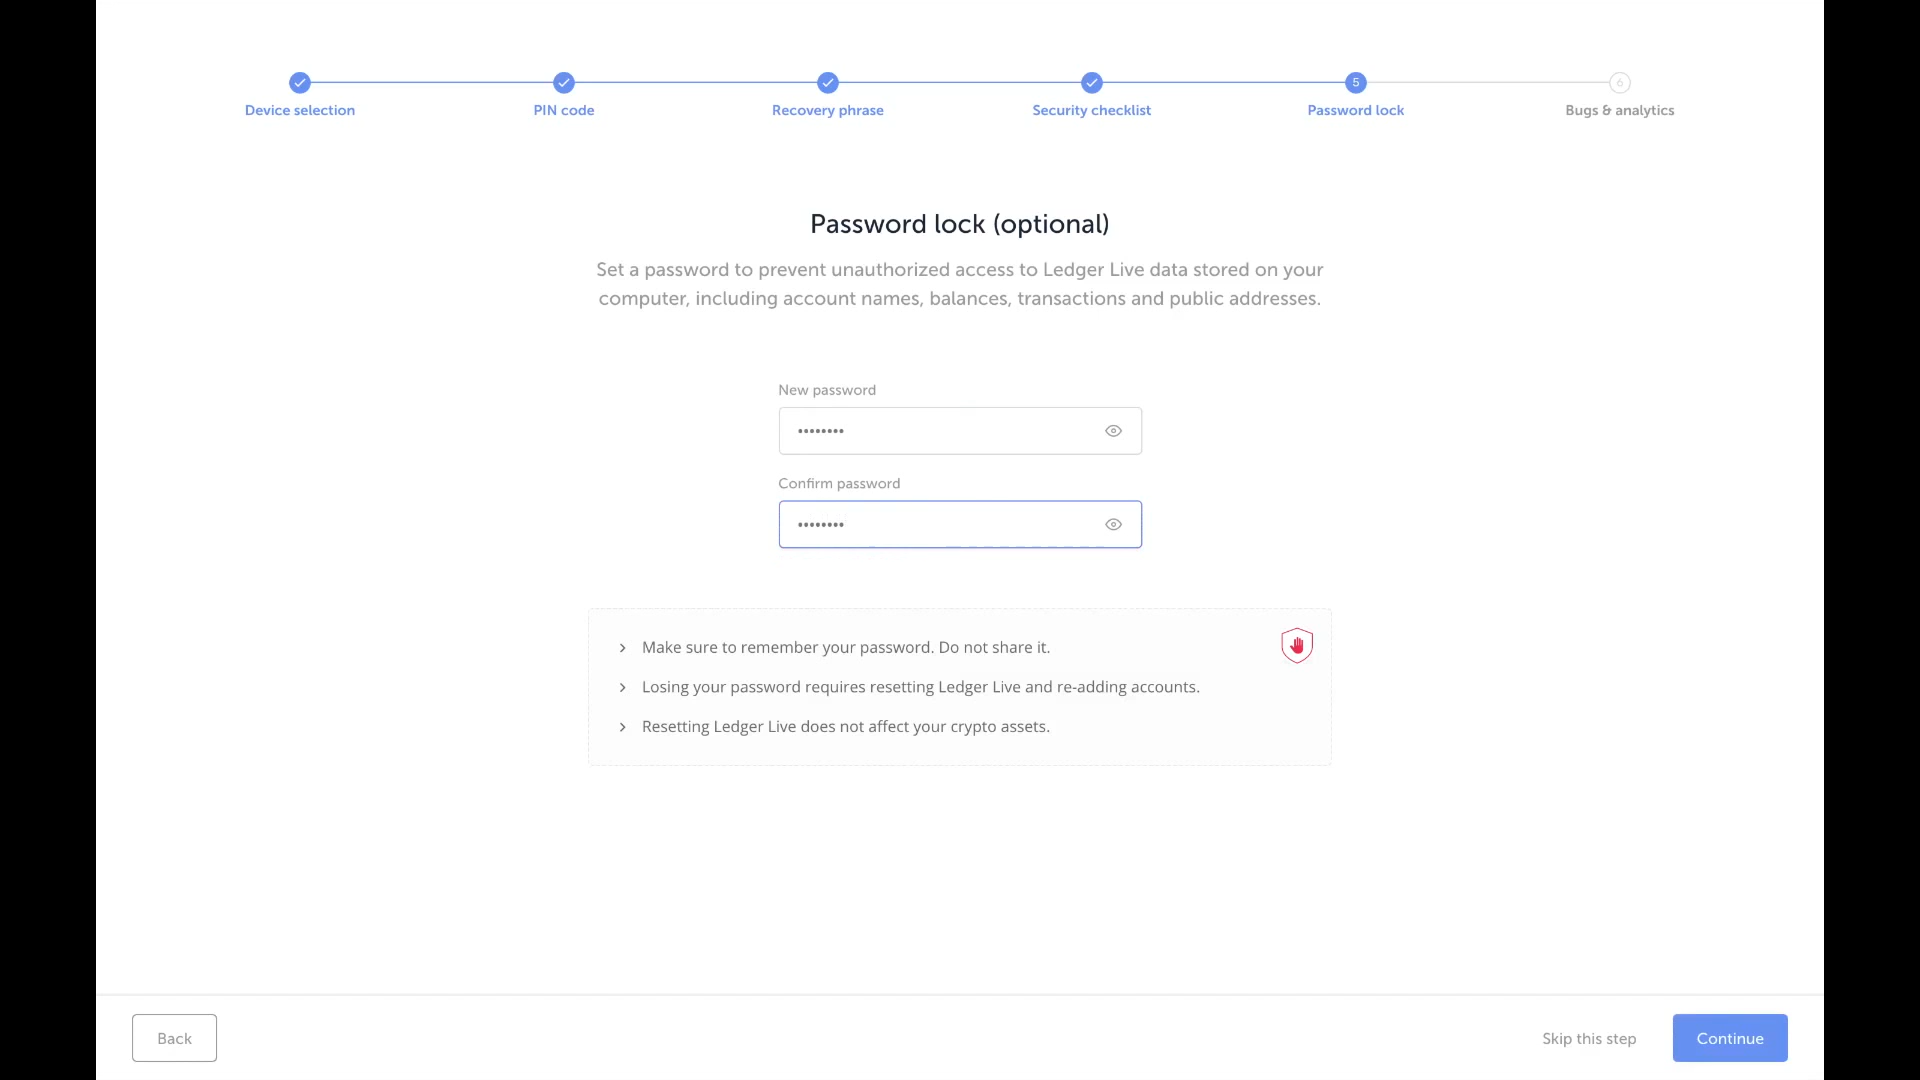 5
6
Device selection
PIN code
Recovery phrase
Security checklist
Password lock
Bugs & analytics
Password lock (optional)
Set a password to prevent unauthorized access to Ledger Live data stored on your
computer, including account names, balances, transactions and public addresses.
New password
••••••••
Confirm password
••••••••
Make sure to remember your password. Do not share it.
Losing your password requires resetting Ledger Live and re-adding accounts.
Resetting Ledger Live does not affect your crypto assets.
Back
Skip this step
Continue